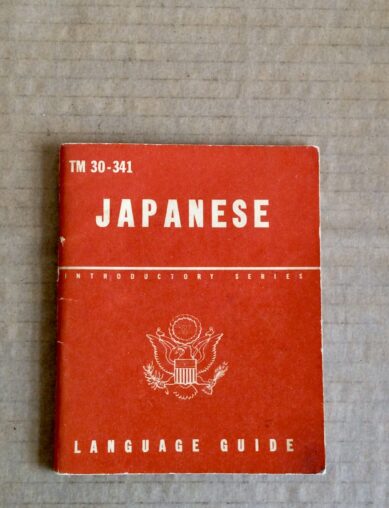 TM 30-341
JAPANESE
INTRODUCTORY SERIES
LANGUAGE GUIDE